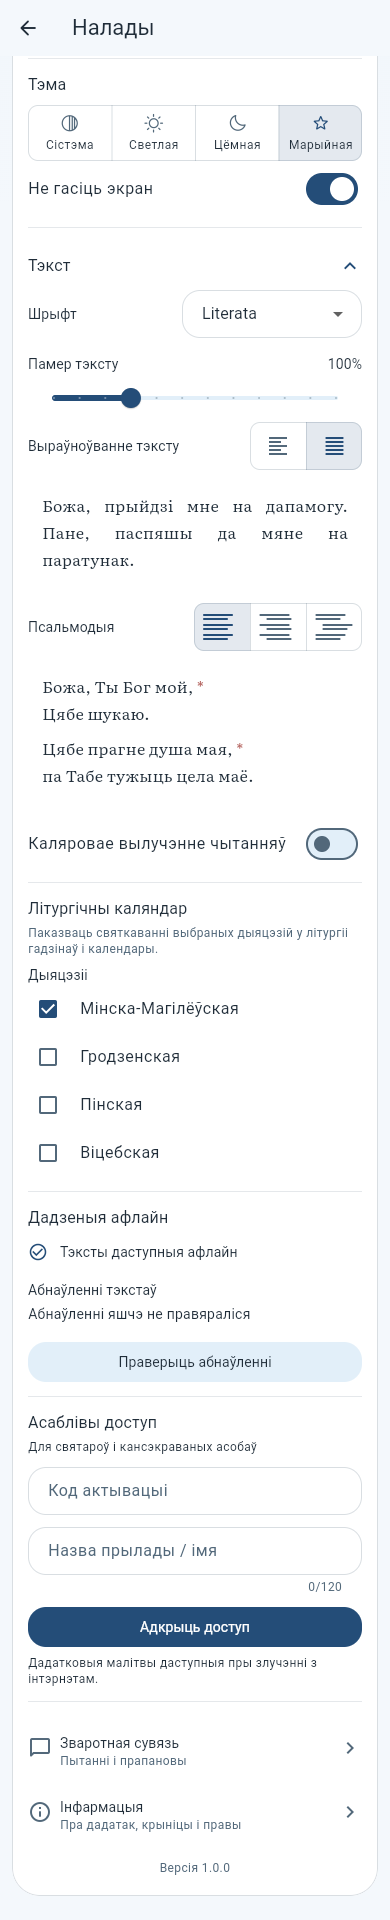 Налады
Тэма
Сістэма
Светлая
Цёмная
Марыйная
Не гасіць экран
Тэкст
Шрыфт
Literata
Памер тэксту
100%
Выраўноўванне тэксту
Божа, прыйдзі мне на дапамогу.
Пане, паспяшы да мяне на
паратунак.
Псальмодыя
Божа, Ты Бог мой, *
Цябе шукаю.
Цябе прагне душа мая, *
па Табе тужыць цела маё.
Каляровае вылучэнне чытанняў
Літургічны каляндар
Паказваць святкаванні выбраных дыяцэзій у літургіі
гадзінаў і календары.
Дыяцэзіі
Мінска-Магілёўская
Гродзенская
Пінская
Віцебская
Дадзеныя афлайн
Тэксты даступныя афлайн
Абнаўленні тэкстаў
Абнаўленні яшчэ не правяраліся
Праверыць абнаўленні
Асаблівы доступ
Для святароў і кансэкраваных асобаў
Код актывацыі
Назва прылады / імя
0/120
Адкрыць доступ
Дадатковыя малітвы даступныя пры злучэнні з
інтэрнэтам.
Зваротная сувязь
Пытанні і прапановы
Інфармацыя
Пра дадатак, крыніцы і правы
Версія 1.0.0